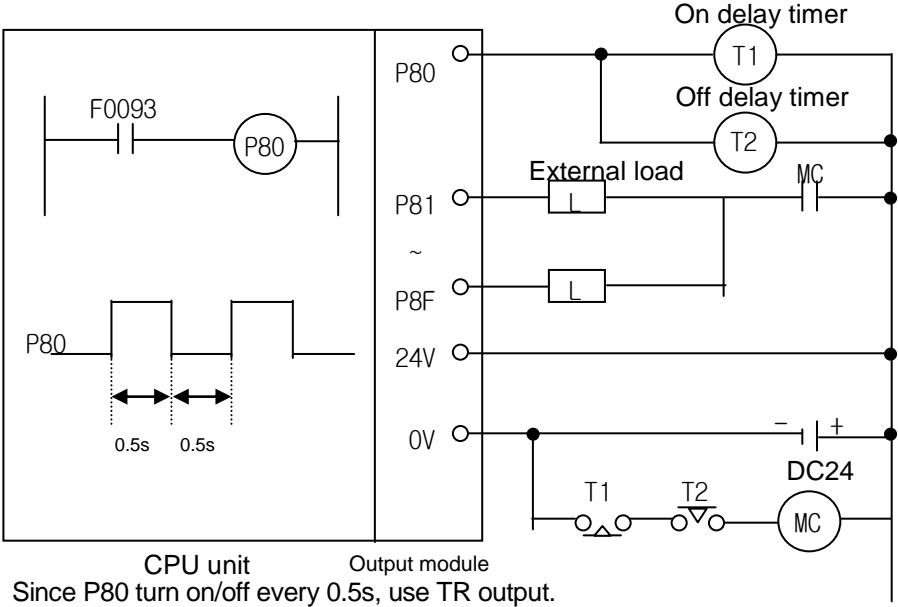 On delay timer
P80
T1
F0093
P80
Off delay timer
T2
External load
MC
P81
L
~
P8F
L
P80
24V
0.5s
0.5s
0V
－
+
DC24
T1
T2
MC
CPU unit
Output module
Since P80 turn on/off every 0.5s, use TR output.